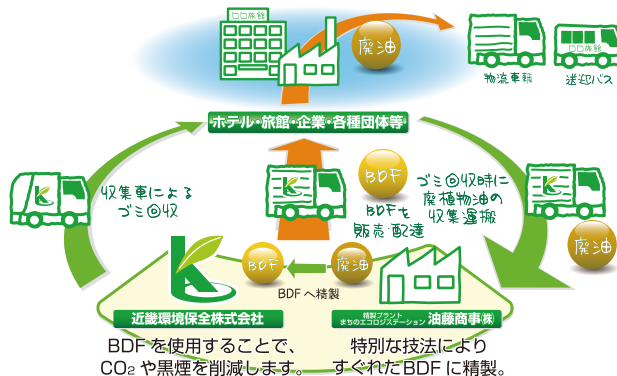 ロロ旅館
廃油
ロロ旅館
物流車輌
送迎バス
ホテル・旅館・企業・各種団体等
収集車による
ゴミ回収
BDF
BDFを
販売・配達
ゴミ回収時に
廃植物油の
収集運搬
廃油
BDF
廃油
BDFへ精製
近畿環境保全株式会社
精製プラント
まちのエコロジステーション 油藤商事㈱
BDFを使用することで、
CO₂や黒煙を削減します。
特別な技法により
すぐれたBDFに精製。